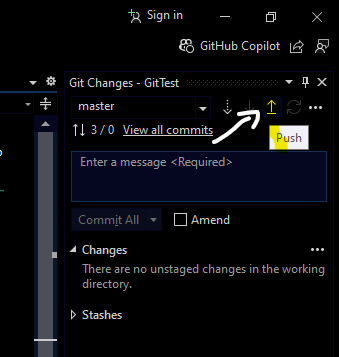 Sign in
GitHub Copilot
Git Changes - GitTest
master
3 / 0 View all commits
Push
Enter a message <Required>
Commit All
Amend
Changes
There are no unstaged changes in the working
directory.
Stashes